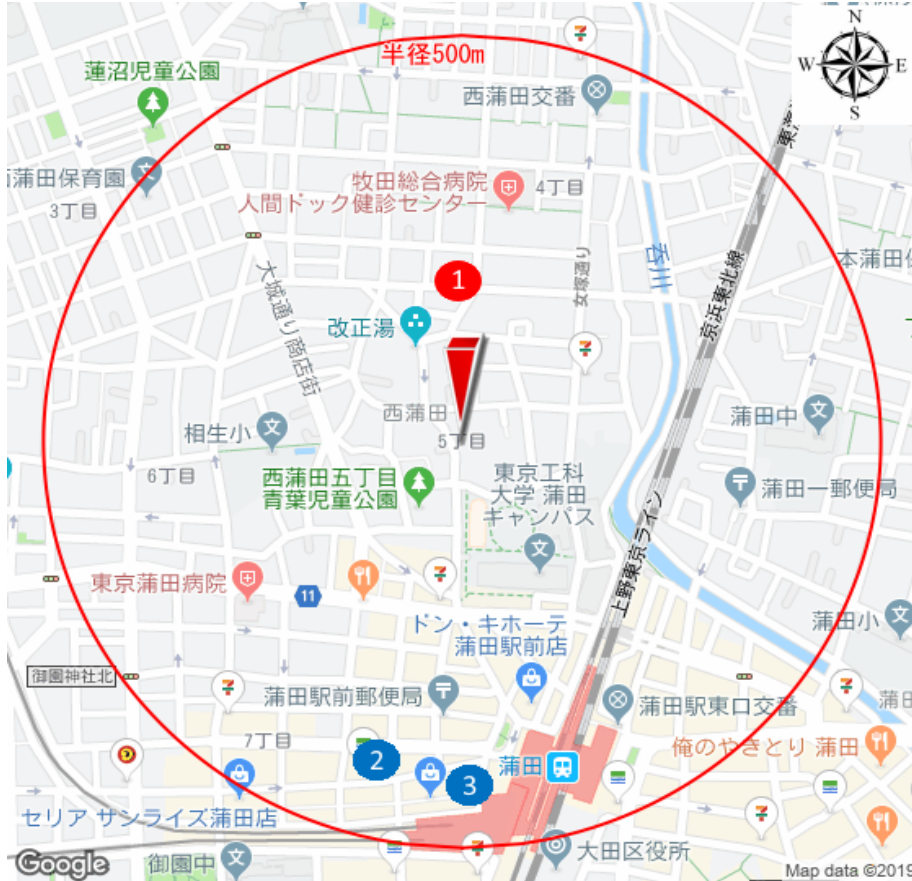 N
W
E
S
半径500m
蓮沼児童公園
西蒲田交番
蒲田保育園
3丁目
牧田総合病院
人間ドック健診センター
4丁目
女塚通り
呑川
京浜東北線
大城通り商店街
1
改正湯
西蒲田
5丁目
相生小
蒲田中
6丁目
西蒲田五丁目
青葉児童公園
東京工科
大学 蒲田
キャンパス
蒲田一郵便局
上野東京ライン
東京蒲田病院
11
ドン・キホーテ
蒲田駅前店
蒲田小
御園神社北
蒲田駅前郵便局
蒲田駅東口交番
7丁目
2
3
蒲田
俺のやきとり 蒲田
セリア サンライズ蒲田店
御園中
大田区役所
Google
Map data ©2019